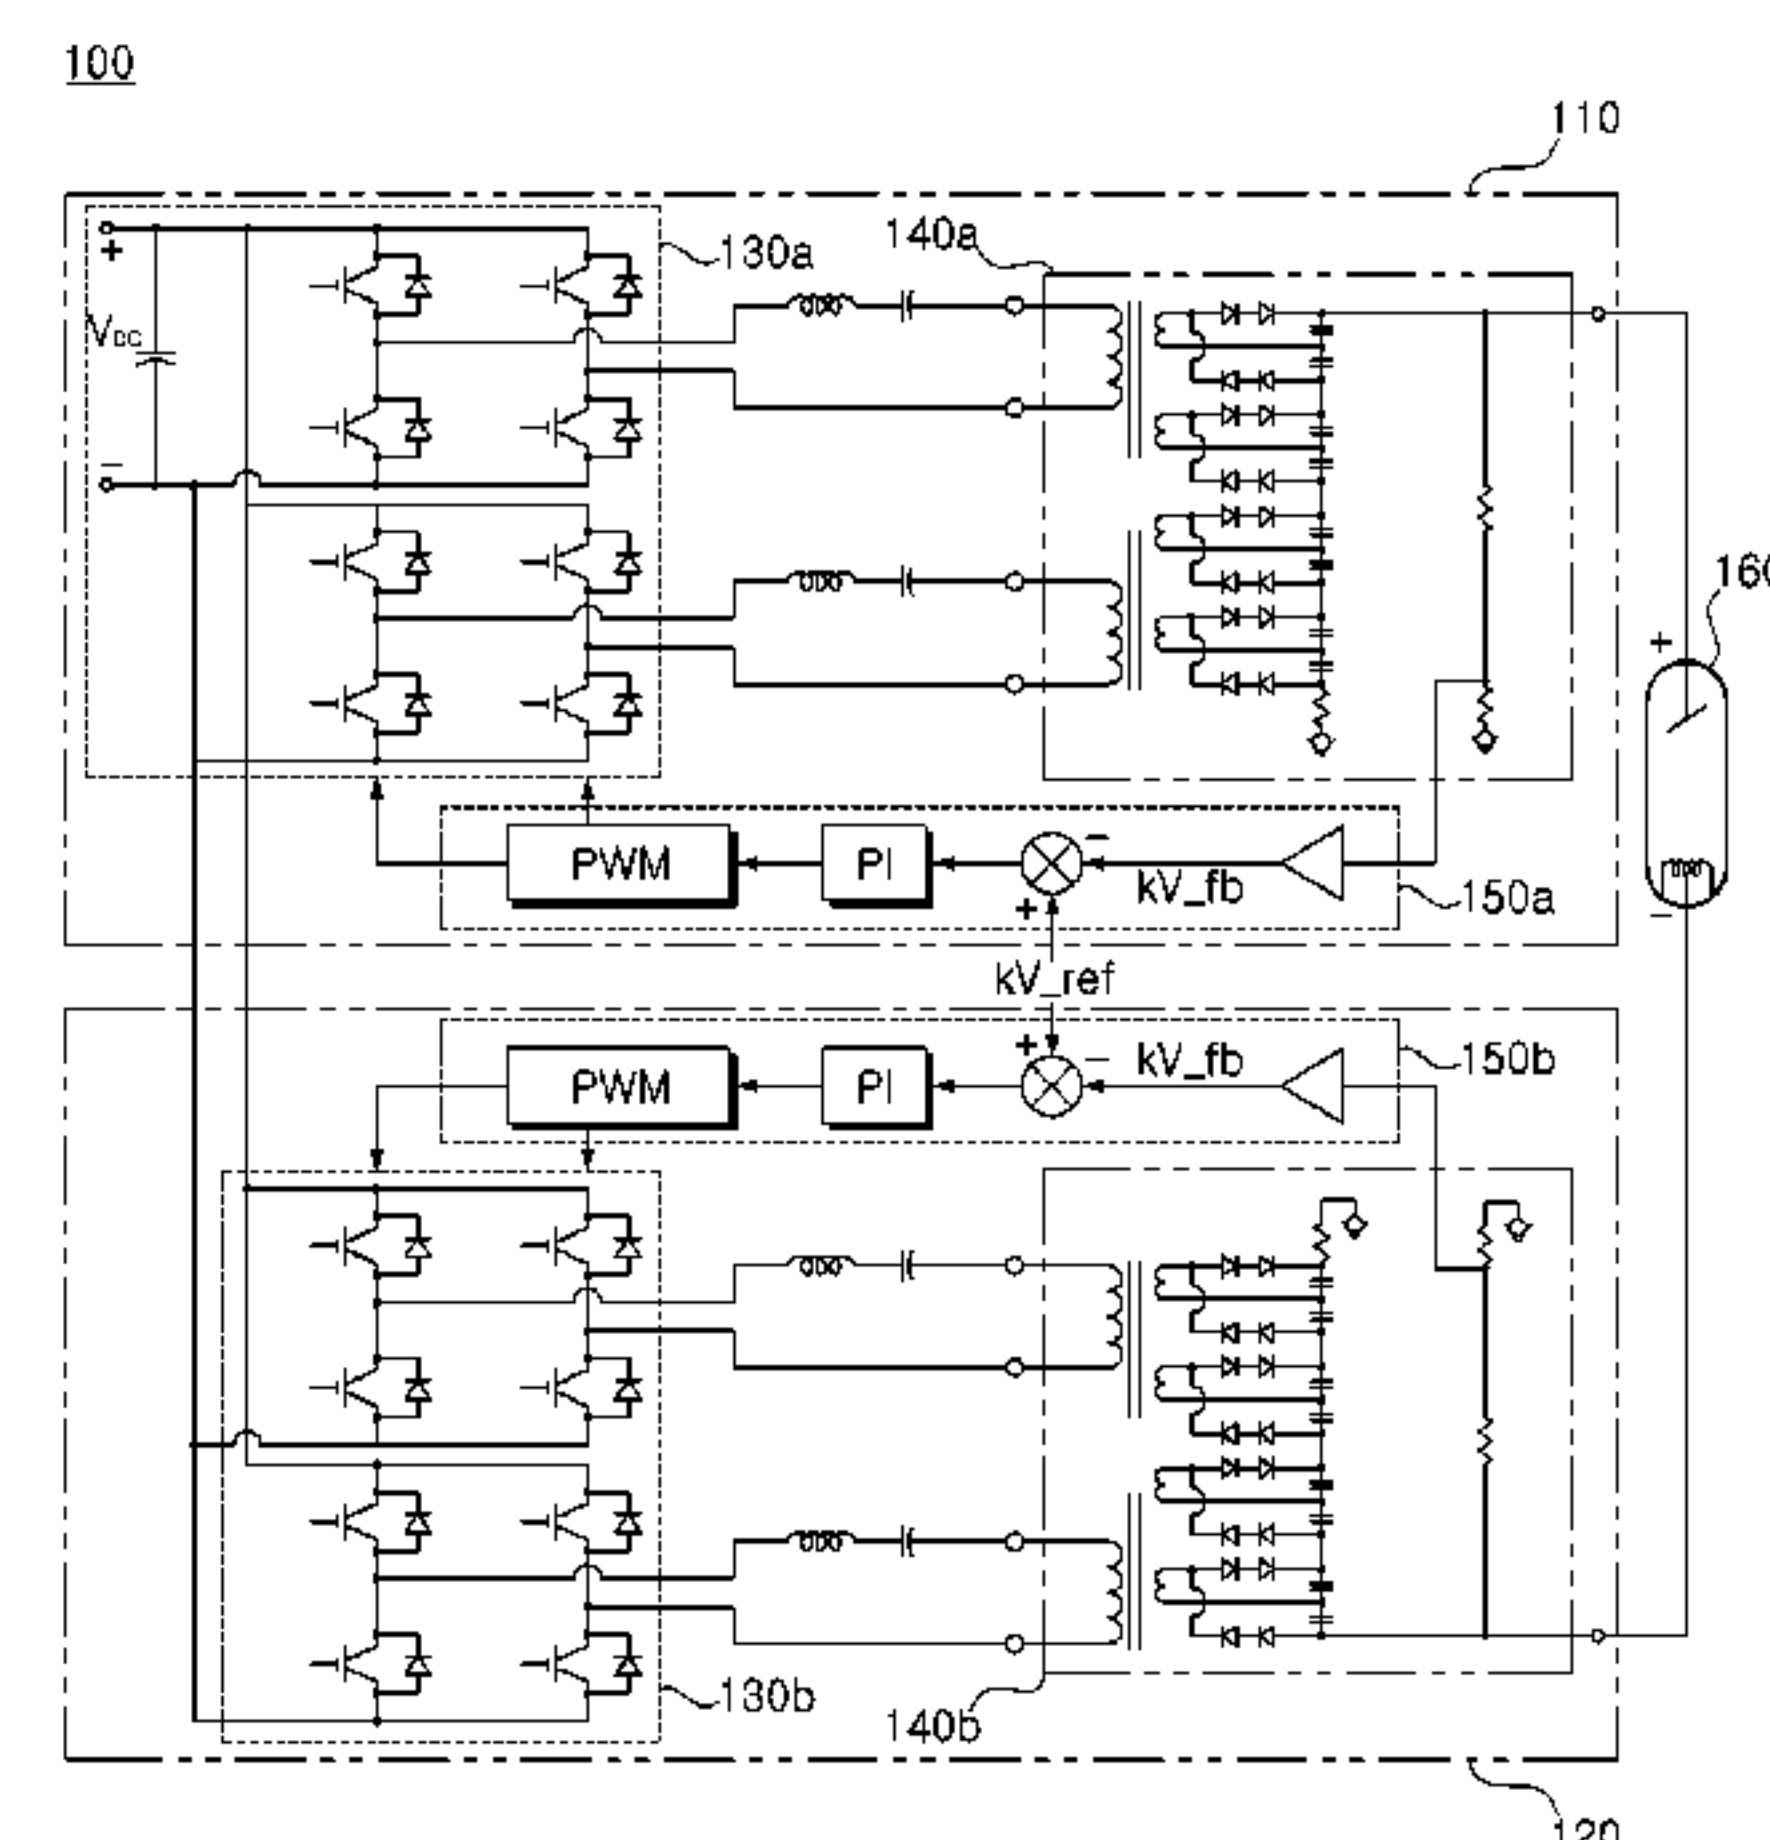 100
110
130a
140a
+
VDC
−
160
+
−
PWM
PI
−
kV_fb
+
150a
kV_ref
+
−
kV_fb
150b
PWM
PI
130b
140b
120